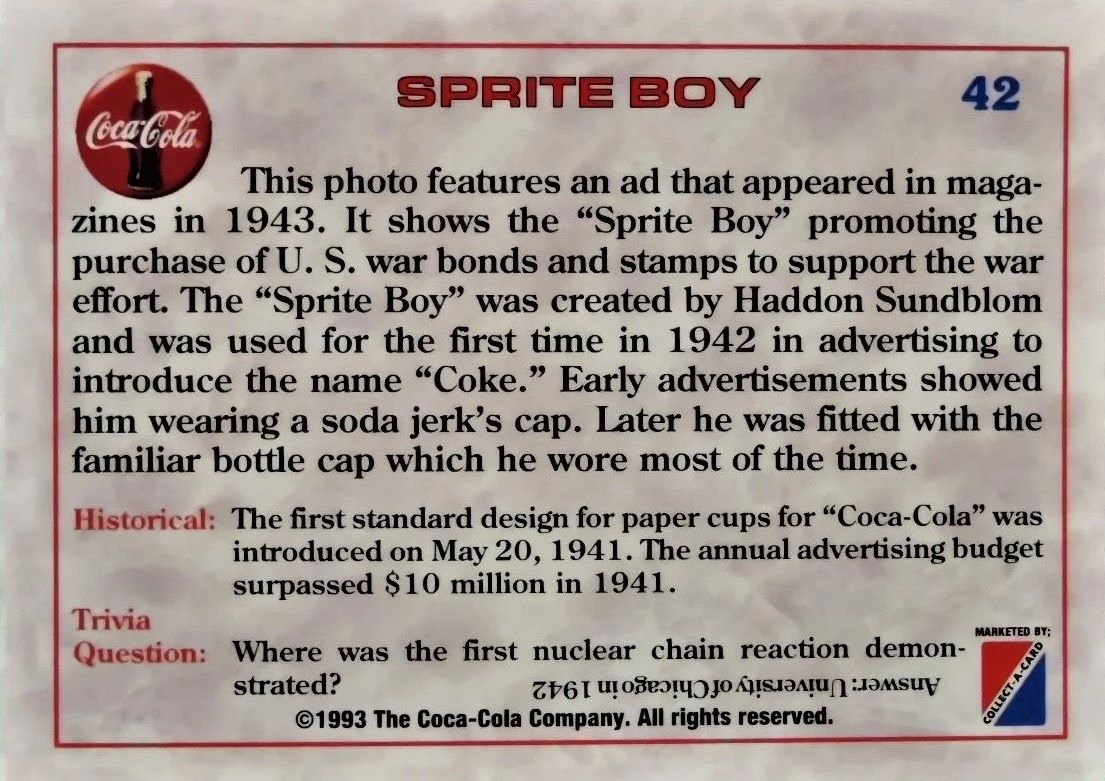 SPRITE BOY
42
Coca-Cola
This photo features an ad that appeared in maga-
zines in 1943. It shows the “Sprite Boy” promoting the
purchase of U. S. war bonds and stamps to support the war
effort. The “Sprite Boy” was created by Haddon Sundblom
and was used for the first time in 1942 in advertising to
introduce the name “Coke.” Early advertisements showed
him wearing a soda jerk’s cap. Later he was fitted with the
familiar bottle cap which he wore most of the time.
Historical: The first standard design for paper cups for “Coca-Cola” was
introduced on May 20, 1941. The annual advertising budget
surpassed $10 million in 1941.
Trivia
Question: Where was the first nuclear chain reaction demon-
strated?
Answer: University of Chicago in 1942
MARKETED BY:
COLLECT-A-CARD
©1993 The Coca-Cola Company. All rights reserved.